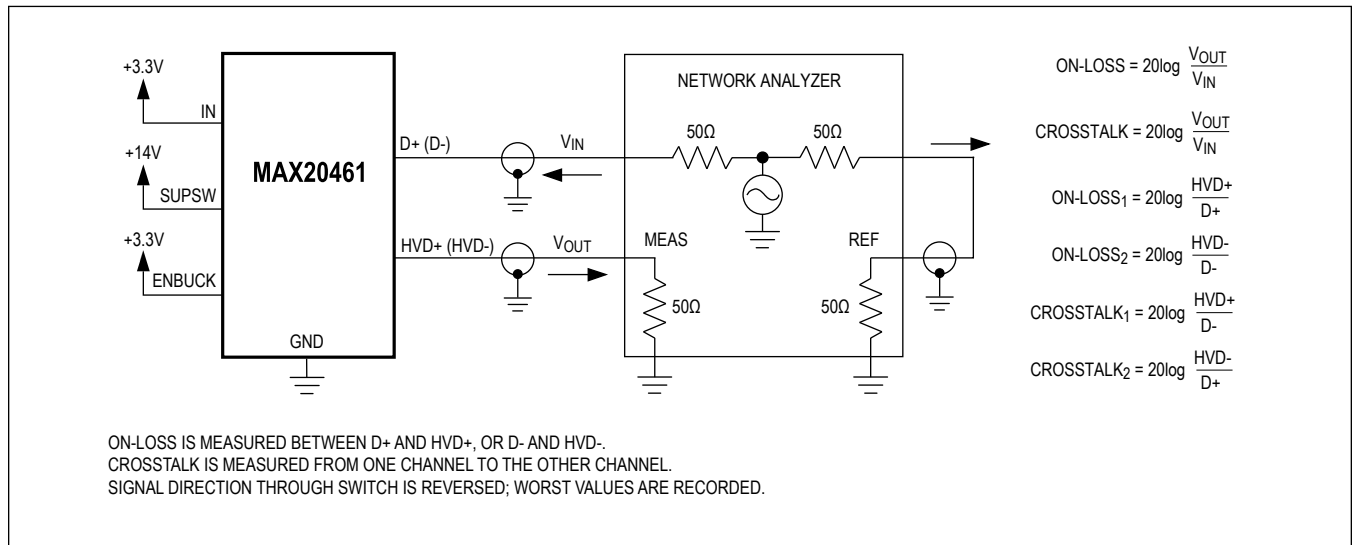 +3.3V
IN
+14V
SUPSW
+3.3V
ENBUCK
MAX20461
D+ (D-)
HVD+ (HVD-)
GND
VIN
VOUT
NETWORK ANALYZER
50Ω
50Ω
MEAS
REF
50Ω
50Ω
ON-LOSS = 20log VOUT/VIN
CROSSTALK = 20log VOUT/VIN
ON-LOSS1 = 20log HVD+/D+
ON-LOSS2 = 20log HVD-/D-
CROSSTALK1 = 20log HVD+/D-
CROSSTALK2 = 20log HVD-/D+
ON-LOSS IS MEASURED BETWEEN D+ AND HVD+, OR D- AND HVD-.
CROSSTALK IS MEASURED FROM ONE CHANNEL TO THE OTHER CHANNEL.
SIGNAL DIRECTION THROUGH SWITCH IS REVERSED; WORST VALUES ARE RECORDED.